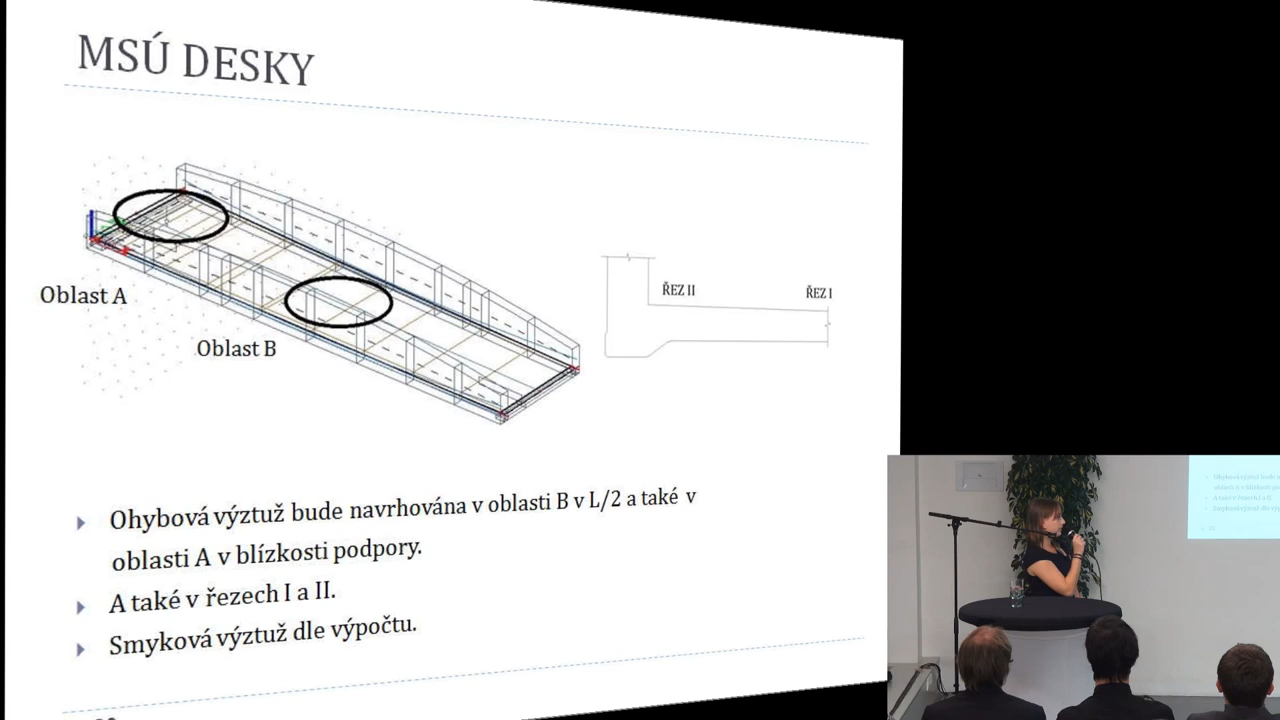 MSÚ DESKY
ŘEZ II
ŘEZ I
Oblast A
Oblast B
Ohybová výztuž bude navrhována v oblasti B v L/2 a také v
oblasti A v blízkosti podpory.
A také v řezech I a II.
Smyková výztuž dle výpočtu.